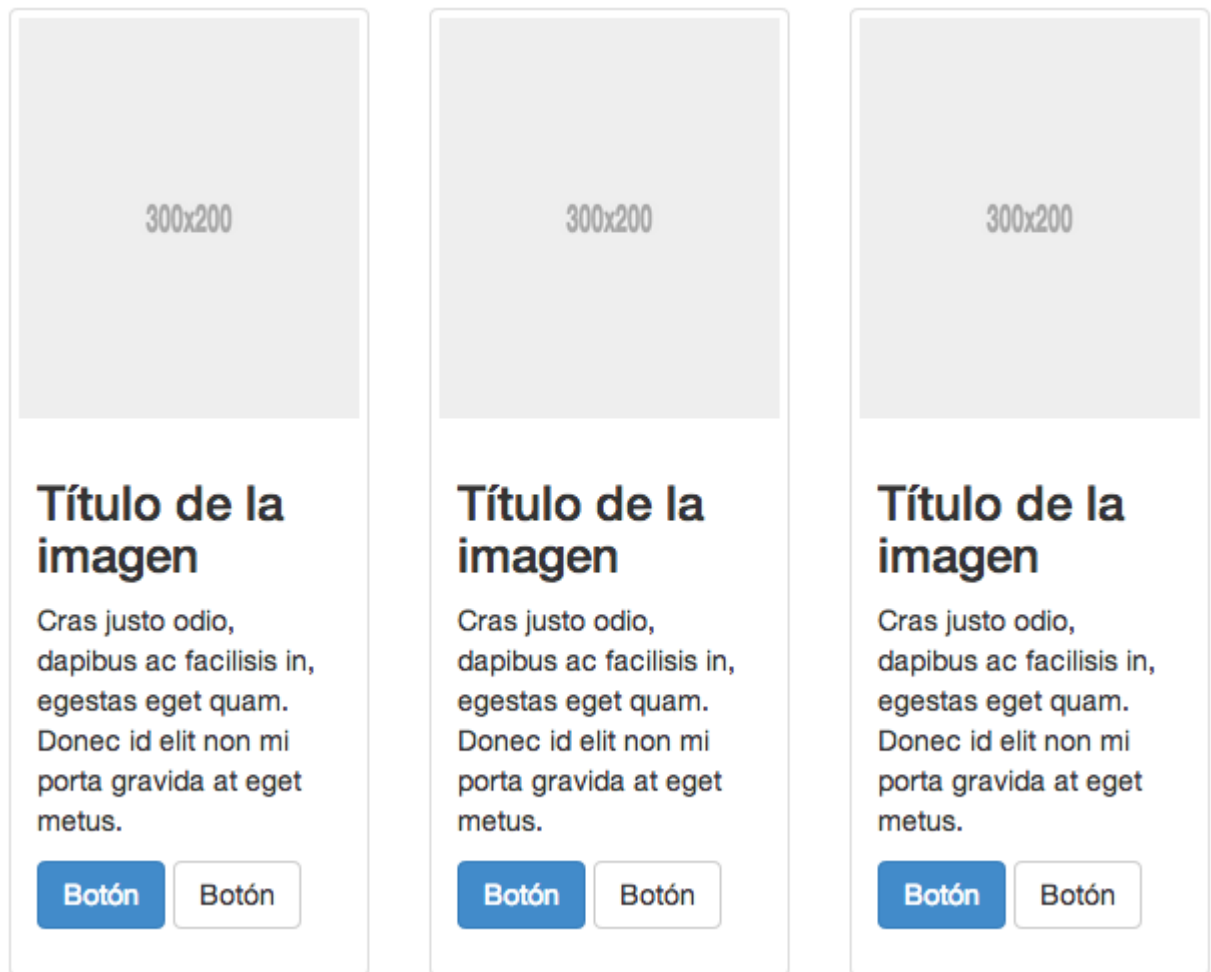 300x200
Título de la
imagen
Cras justo odio,
dapibus ac facilisis in,
egestas eget quam.
Donec id elit non mi
porta gravida at eget
metus.
Botón
Botón
300x200
Título de la
imagen
Cras justo odio,
dapibus ac facilisis in,
egestas eget quam.
Donec id elit non mi
porta gravida at eget
metus.
Botón
Botón
300x200
Título de la
imagen
Cras justo odio,
dapibus ac facilisis in,
egestas eget quam.
Donec id elit non mi
porta gravida at eget
metus.
Botón
Botón